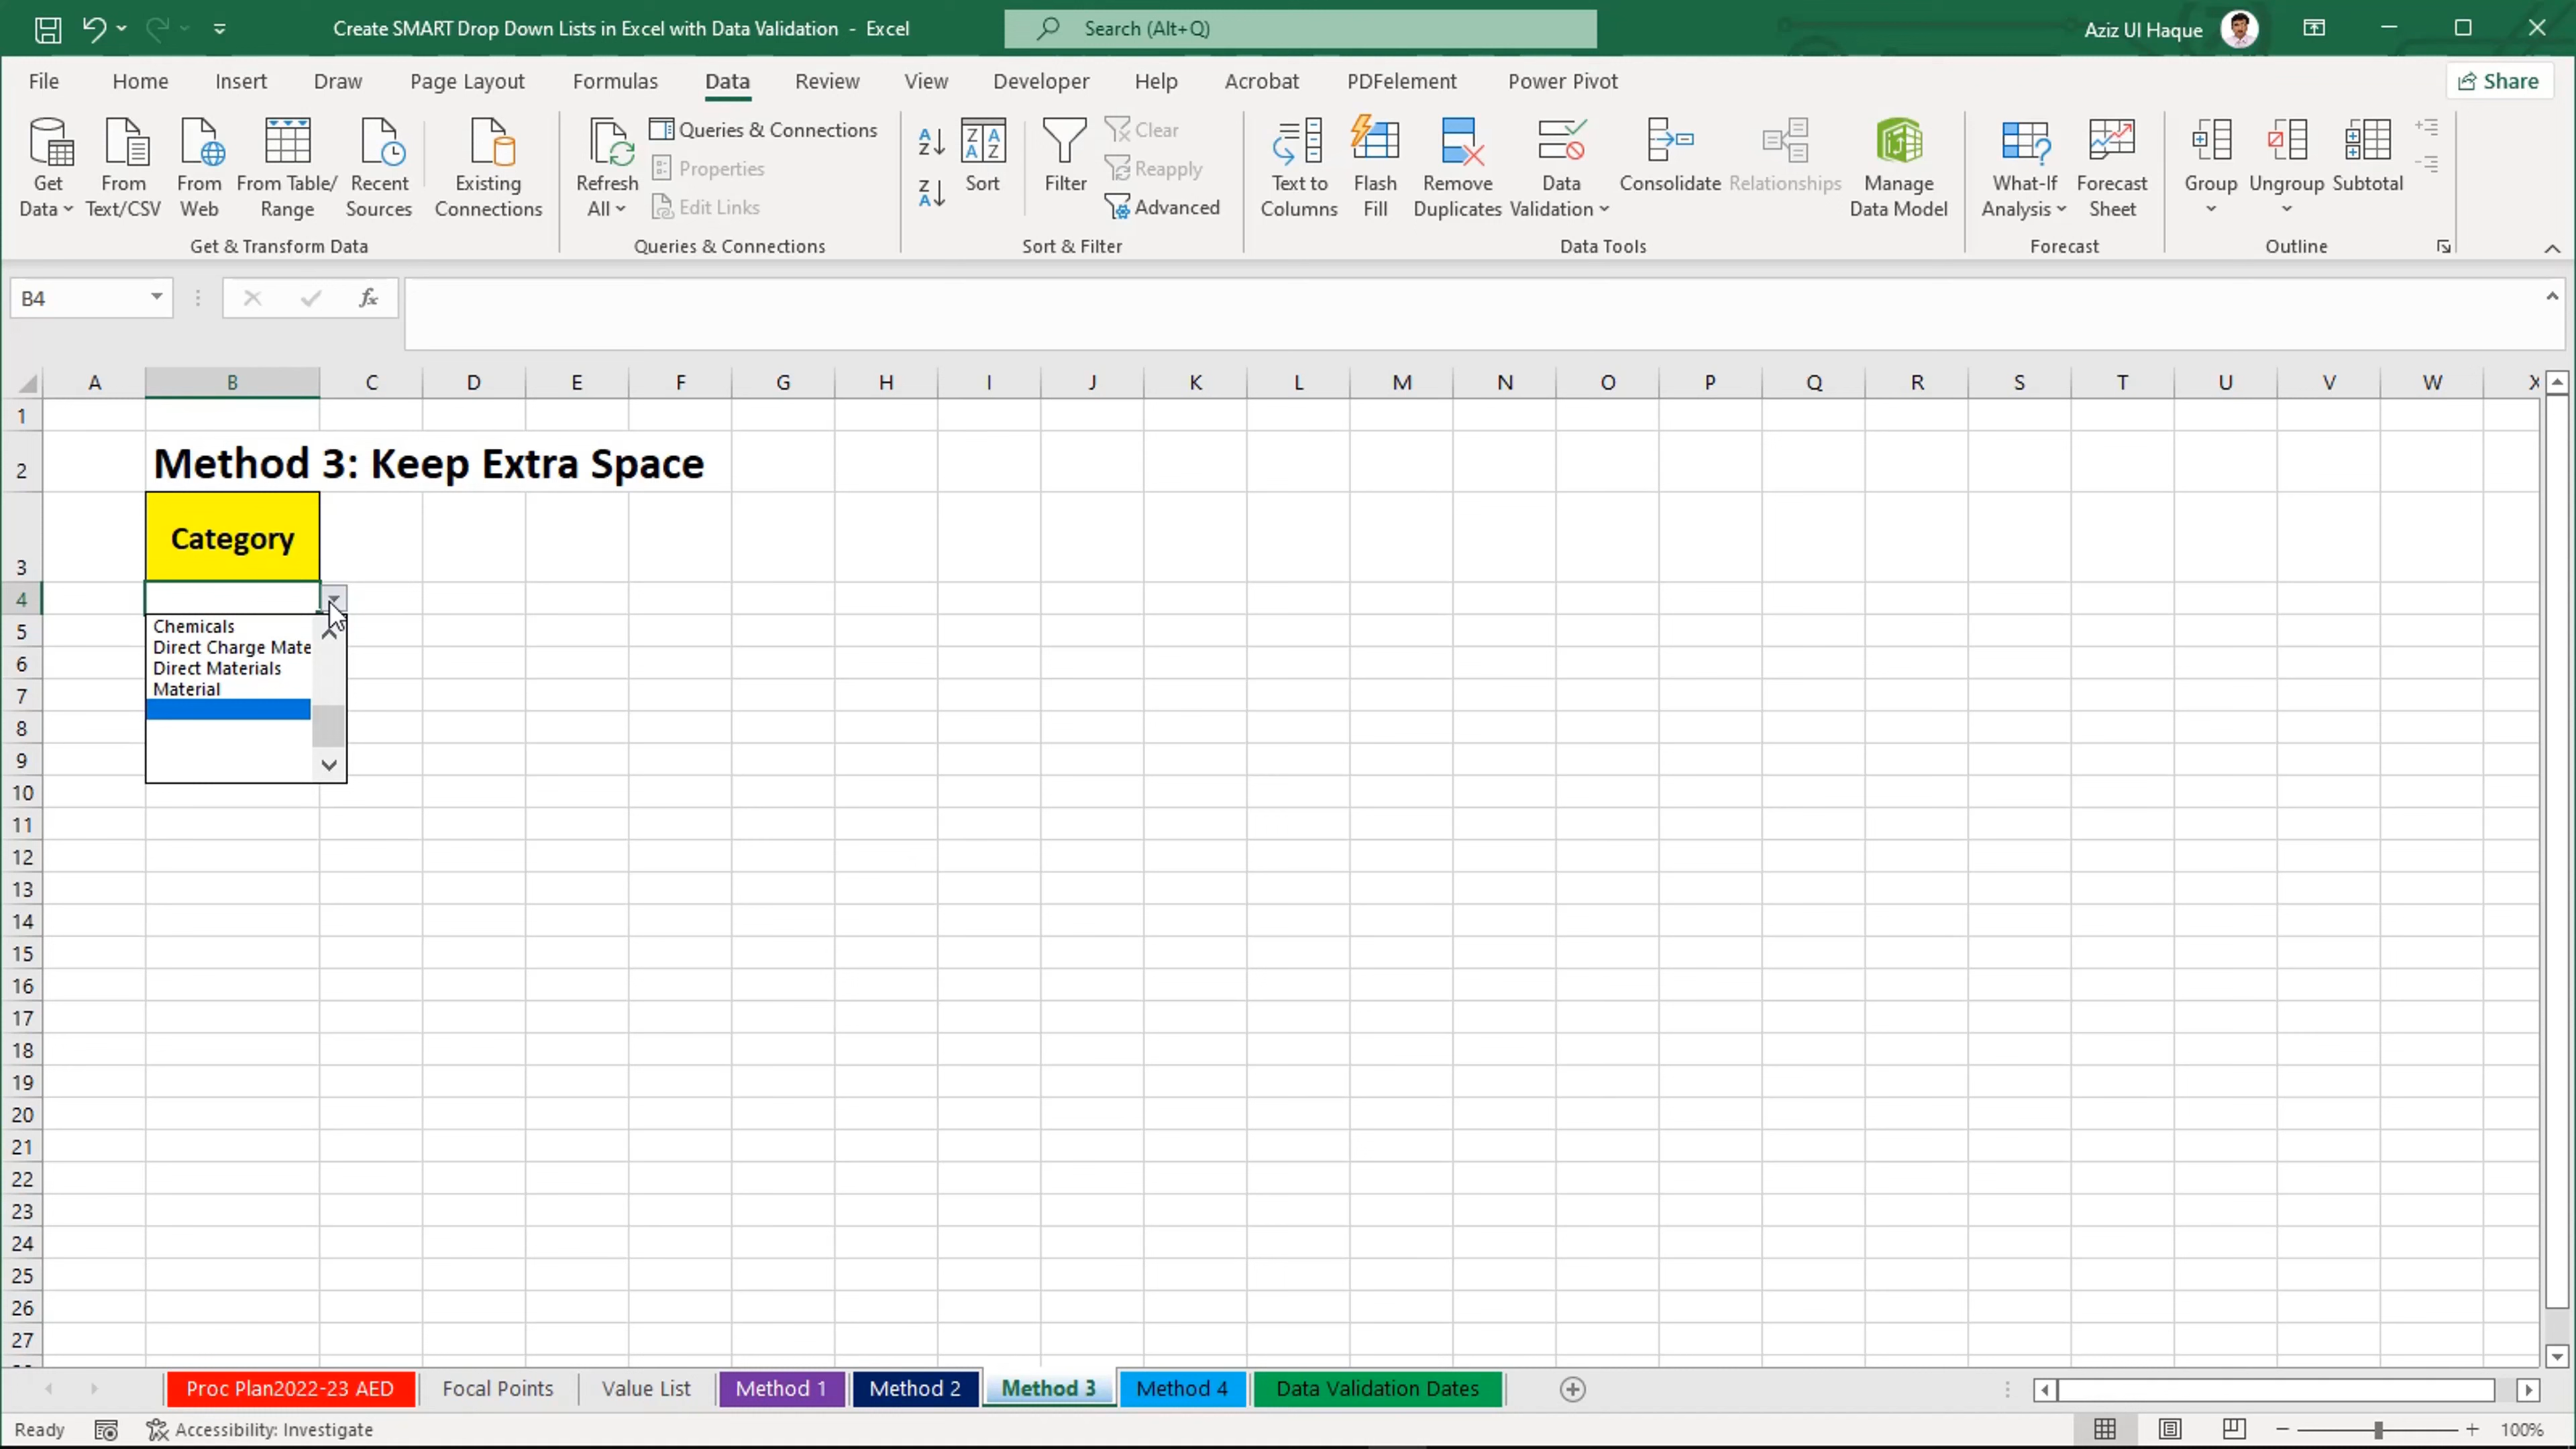 Create SMART Drop Down Lists in Excel with Data Validation - Excel
Search (Alt+Q)
Aziz Ul Haque
File Home Insert Draw Page Layout Formulas Data Review View Developer Help Acrobat PDFelement Power Pivot
Share
Get Data
From Text/CSV
From Web
From Table/ Range
Recent Sources
Existing Connections
Get & Transform Data
Refresh All
Queries & Connections
Properties
Edit Links
Queries & Connections
Sort
Filter
Clear
Reapply
Advanced
Sort & Filter
Text to Columns
Flash Fill
Remove Duplicates
Data Validation
Consolidate
Relationships
Manage Data Model
Data Tools
What-If Analysis
Forecast Sheet
Forecast
Group
Ungroup
Subtotal
Outline
B4
fx
A B C D E F G H I J K L M N O P Q R S T U V W X
1
2 Method 3: Keep Extra Space
3 Category
4
5 Chemicals
Direct Charge Mate
6 Direct Materials
7 Material
8
9
10
11
12
13
14
15
16
17
18
19
20
21
22
23
24
25
26
27
Proc Plan2022-23 AED Focal Points Value List Method 1 Method 2 Method 3 Method 4 Data Validation Dates
Ready Accessibility: Investigate 100%